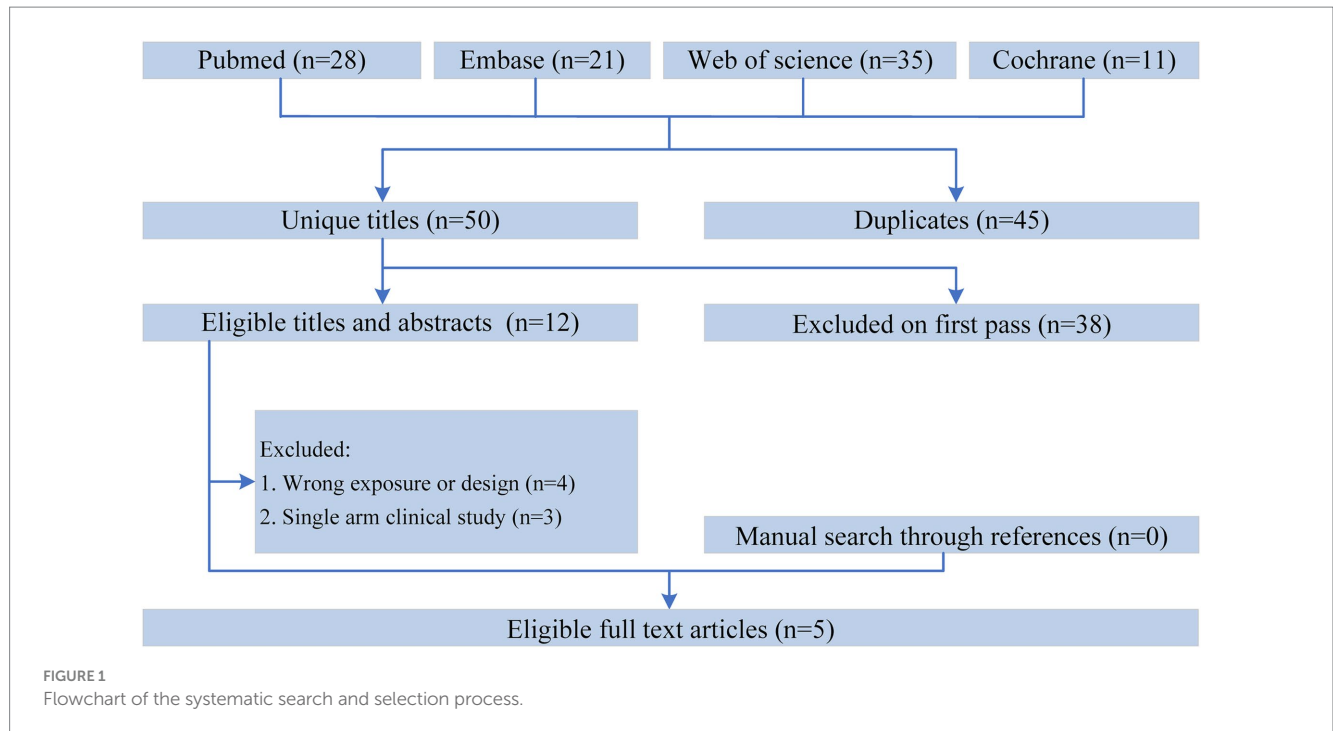 Pubmed (n=28)
Embase (n=21)
Web of science (n=35)
Cochrane (n=11)
Unique titles (n=50)
Duplicates (n=45)
Eligible titles and abstracts (n=12)
Excluded on first pass (n=38)
Excluded:
1. Wrong exposure or design (n=4)
2. Single arm clinical study (n=3)
Manual search through references (n=0)
Eligible full text articles (n=5)
FIGURE 1
Flowchart of the systematic search and selection process.